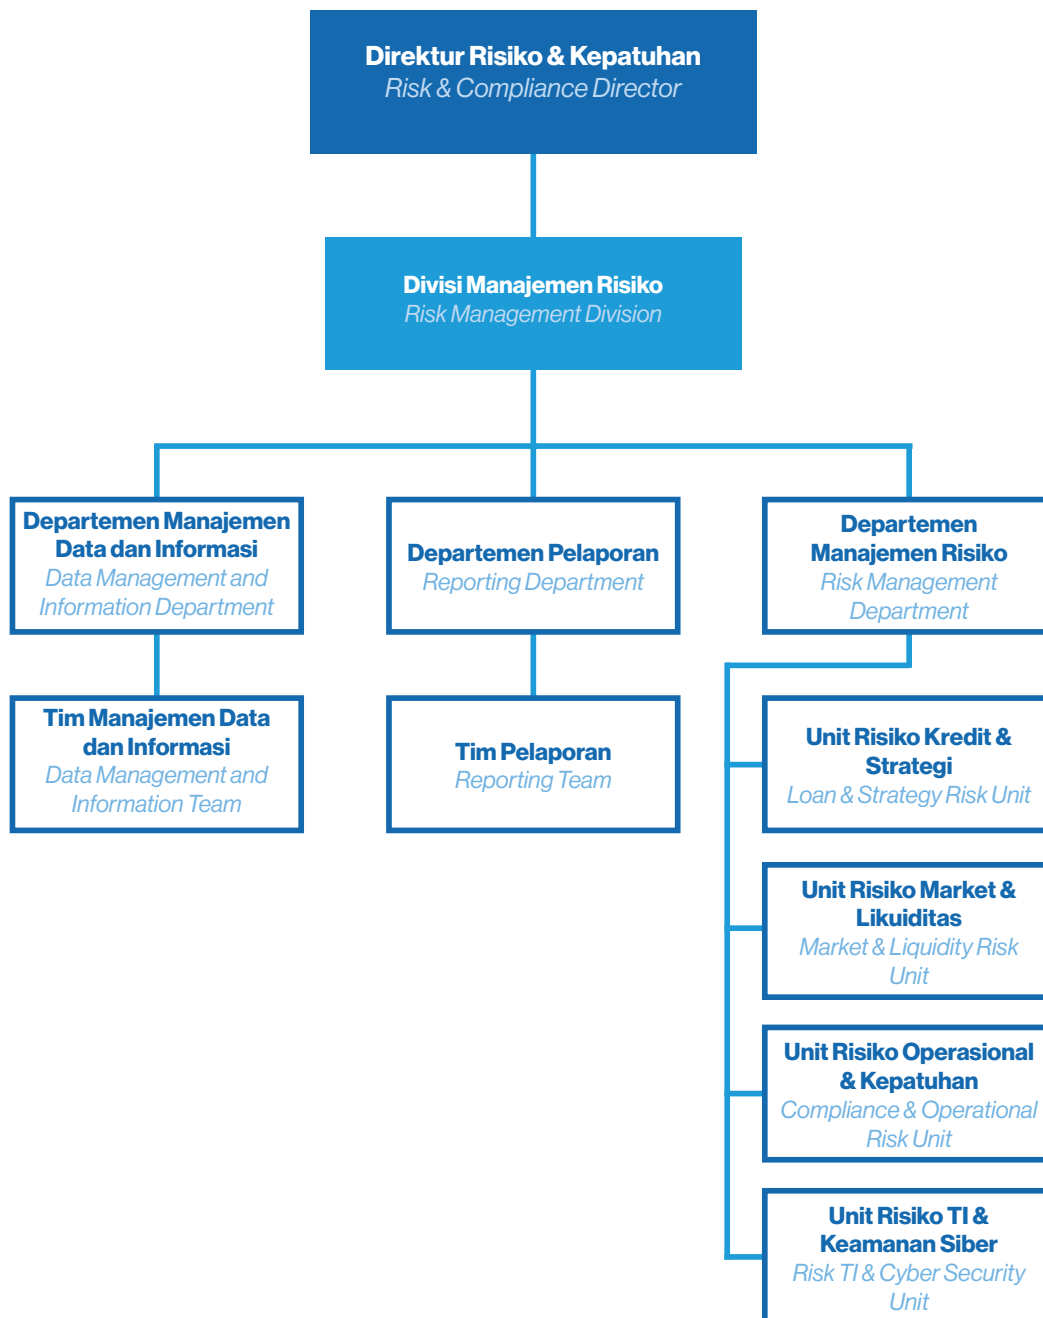 Direktur Risiko & Kepatuhan
Risk & Compliance Director
Divisi Manajemen Risiko
Risk Management Division
Departemen Manajemen
Data dan Informasi
Data Management and
Information Department
Departemen Pelaporan
Reporting Department
Departemen
Manajemen Risiko
Risk Management
Department
Tim Manajemen Data
dan Informasi
Data Management and
Information Team
Tim Pelaporan
Reporting Team
Unit Risiko Kredit &
Strategi
Loan & Strategy Risk Unit
Unit Risiko Market &
Likuiditas
Market & Liquidity Risk
Unit
Unit Risiko Operasional
& Kepatuhan
Compliance & Operational
Risk Unit
Unit Risiko TI &
Keamanan Siber
Risk TI & Cyber Security
Unit